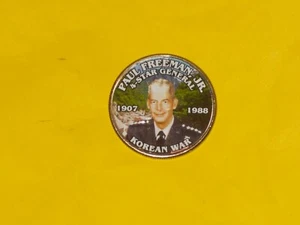 PAUL FREEMAN, JR.
4-STAR GENERAL
1907 1988
KOREAN WAR